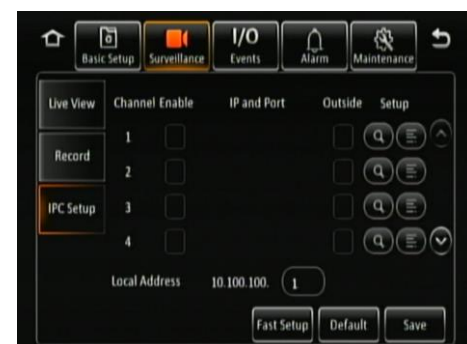 Basic Setup Surveillance I/O Events Alarm Maintenance
Live View Channel Enable IP and Port Outside Setup
1
Record
2
IPC Setup 3
4
Local Address 10.100.100. 1
Fast Setup Default Save